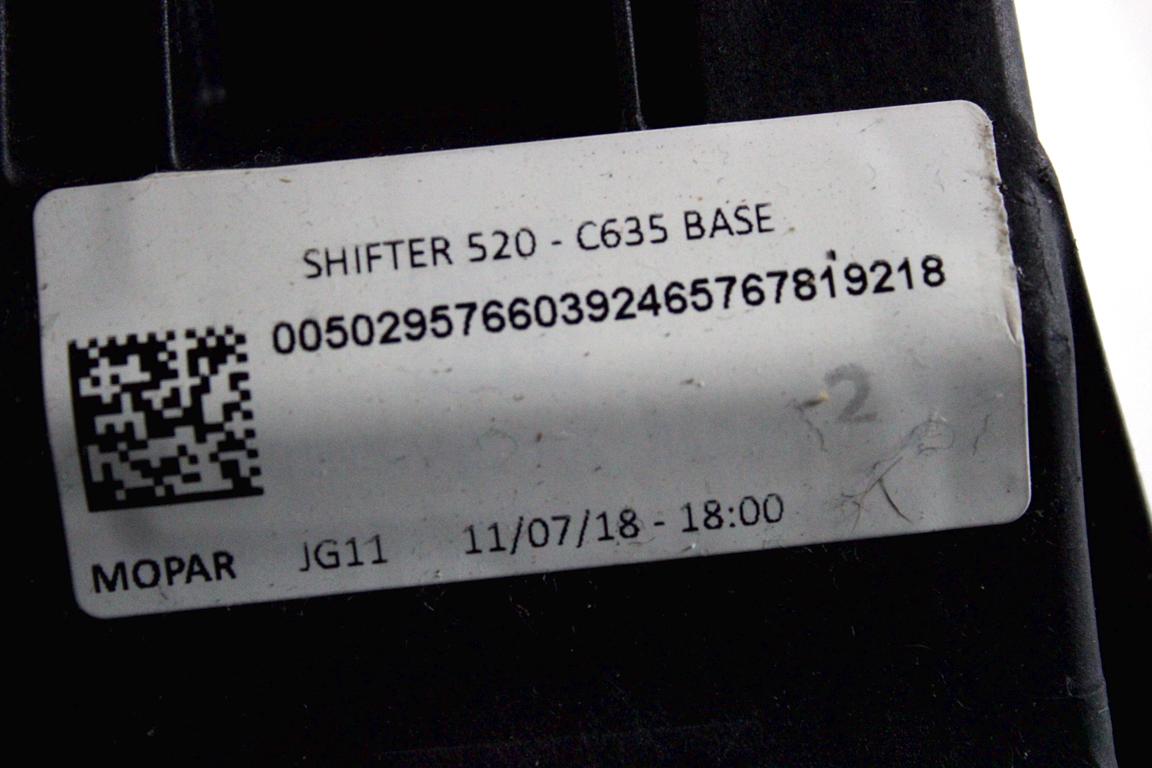 SHIFTER 520 - C635 BASE
00502957660392465767819218
2
MOPAR JG11 11/07/18 - 18:00